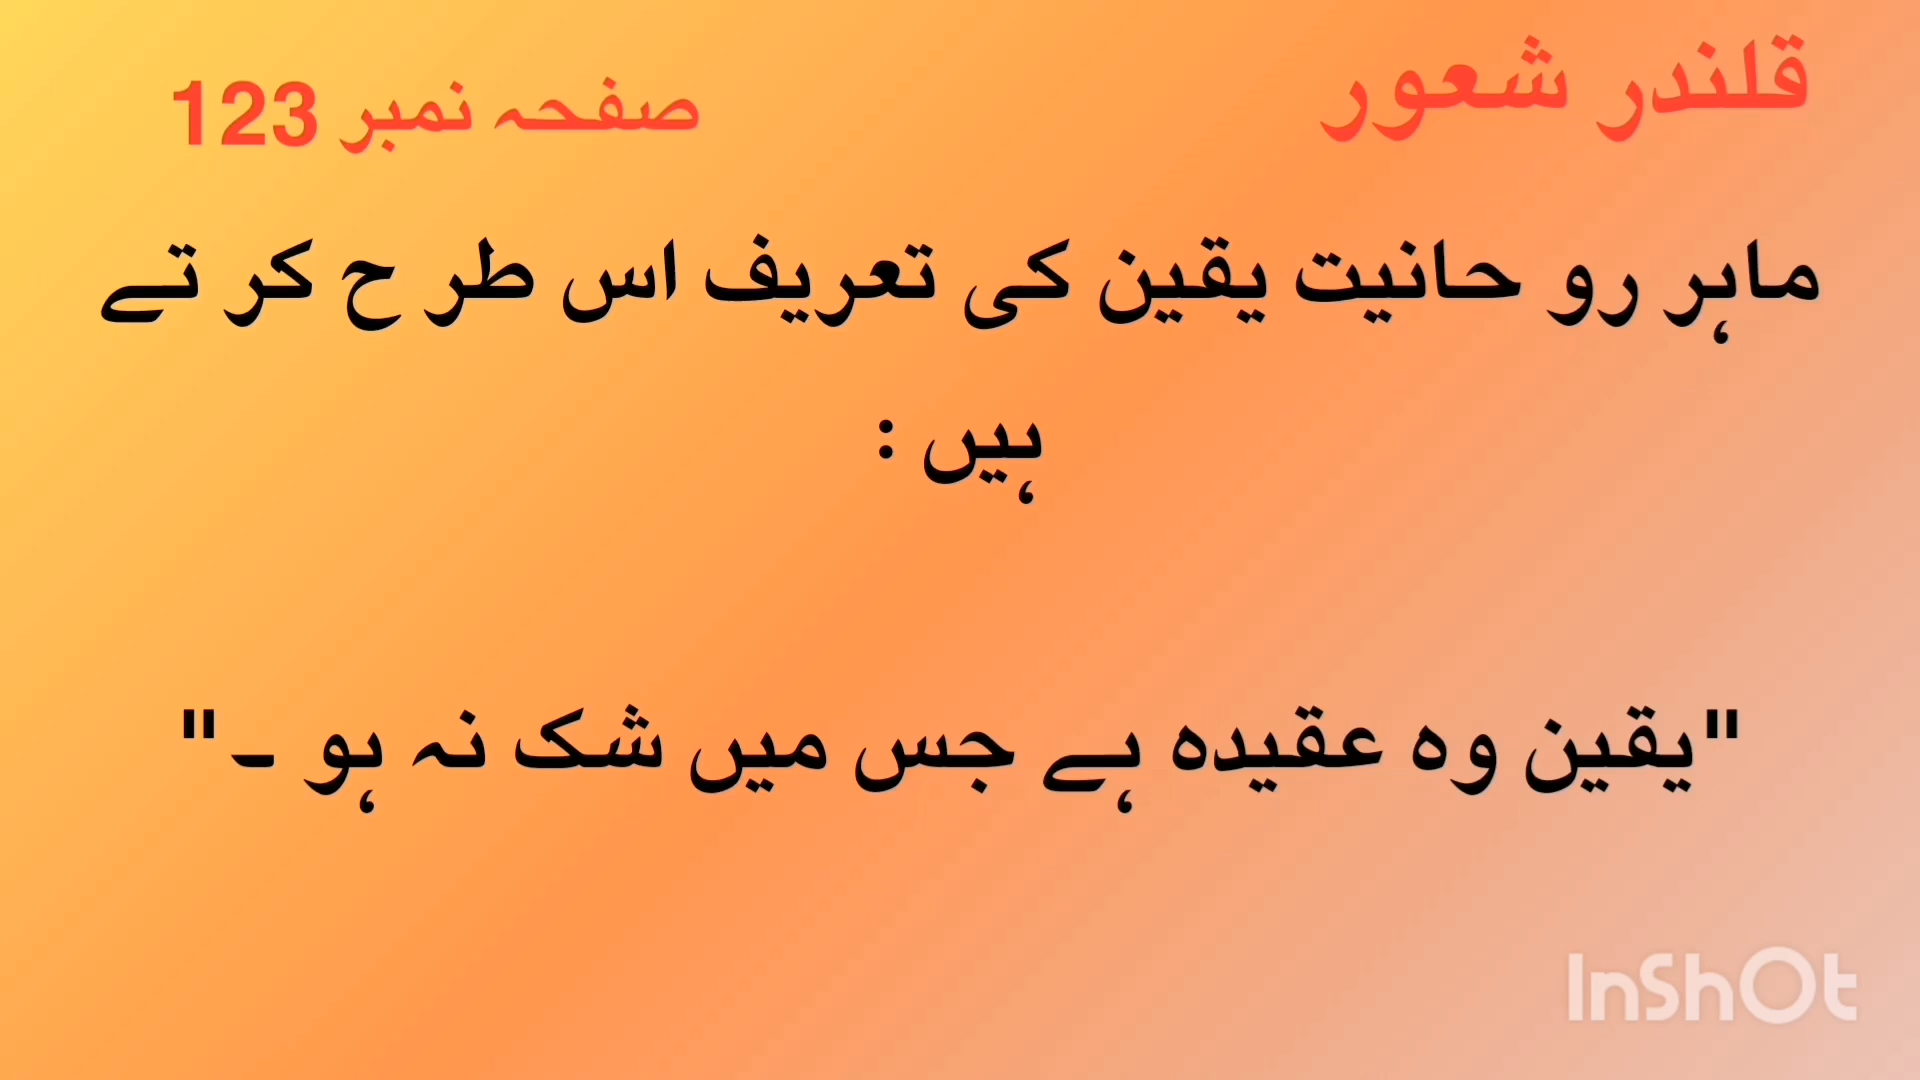 قلندر شعور
صفحہ نمبر 123
ماہر رو حانیت یقین کی تعریف اس طر ح کر تے
ہیں :
"یقین وہ عقیدہ ہے جس میں شک نہ ہو ۔"
InShOt